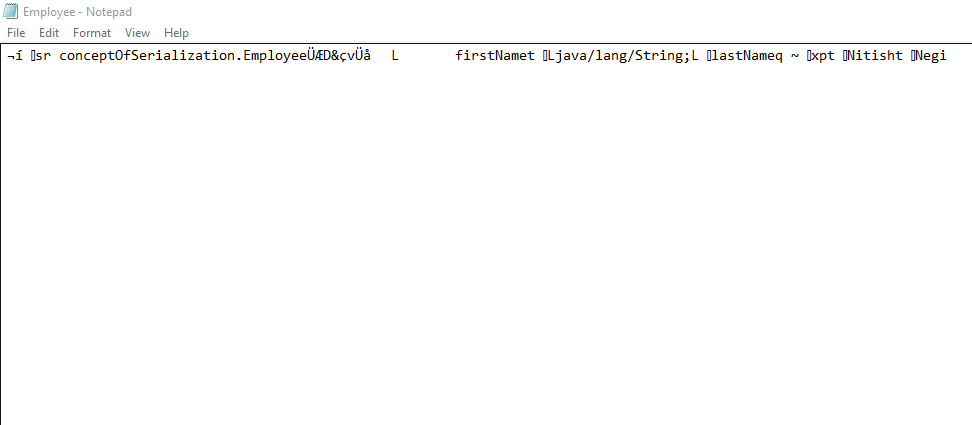 Employee - Notepad
File Edit Format View Help
¬í ▯sr conceptOfSerialization.EmployeeÜÆD&çvÜå L firstNamet ▯Ljava/lang/String;L ▯lastNameq ~ ▯xpt ▯Nitisht ▯Negi